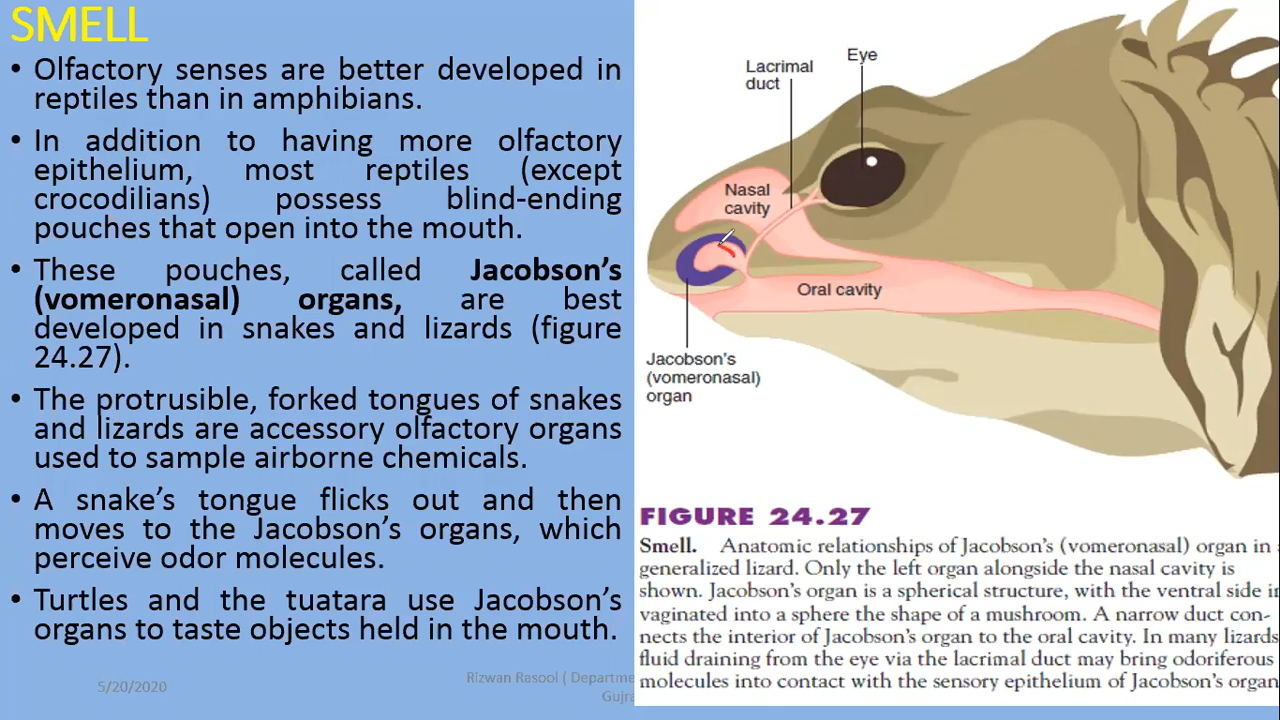 SMELL
• Olfactory senses are better developed in
reptiles than in amphibians.
• In addition to having more olfactory
epithelium, most reptiles (except
crocodilians) possess blind-ending
pouches that open into the mouth.
• These pouches, called Jacobson's
(vomeronasal) organs, are best
developed in snakes and lizards (figure
24.27).
• The protrusible, forked tongues of snakes
and lizards are accessory olfactory organs
used to sample airborne chemicals.
• A snake's tongue flicks out and then
moves to the Jacobson's organs, which
perceive odor molecules.
• Turtles and the tuatara use Jacobson's
organs to taste objects held in the mouth.
5/20/2020
Rizwan Rasool ( Departme
Gujra
Eye
Lacrimal
duct
Nasal
cavity
Oral cavity
Jacobson's
(vomeronasal)
organ
FIGURE 24.27
Smell. Anatomic relationships of Jacobson's (vomeronasal) organ in
generalized lizard. Only the left organ alongside the nasal cavity is
shown. Jacobson's organ is a spherical structure, with the ventral side in
vaginated into a sphere the shape of a mushroom. A narrow duct con-
nects the interior of Jacobson's organ to the oral cavity. In many lizards
fluid draining from the eye via the lacrimal duct may bring odoriferous
molecules into contact with the sensory epithelium of Jacobson's organ